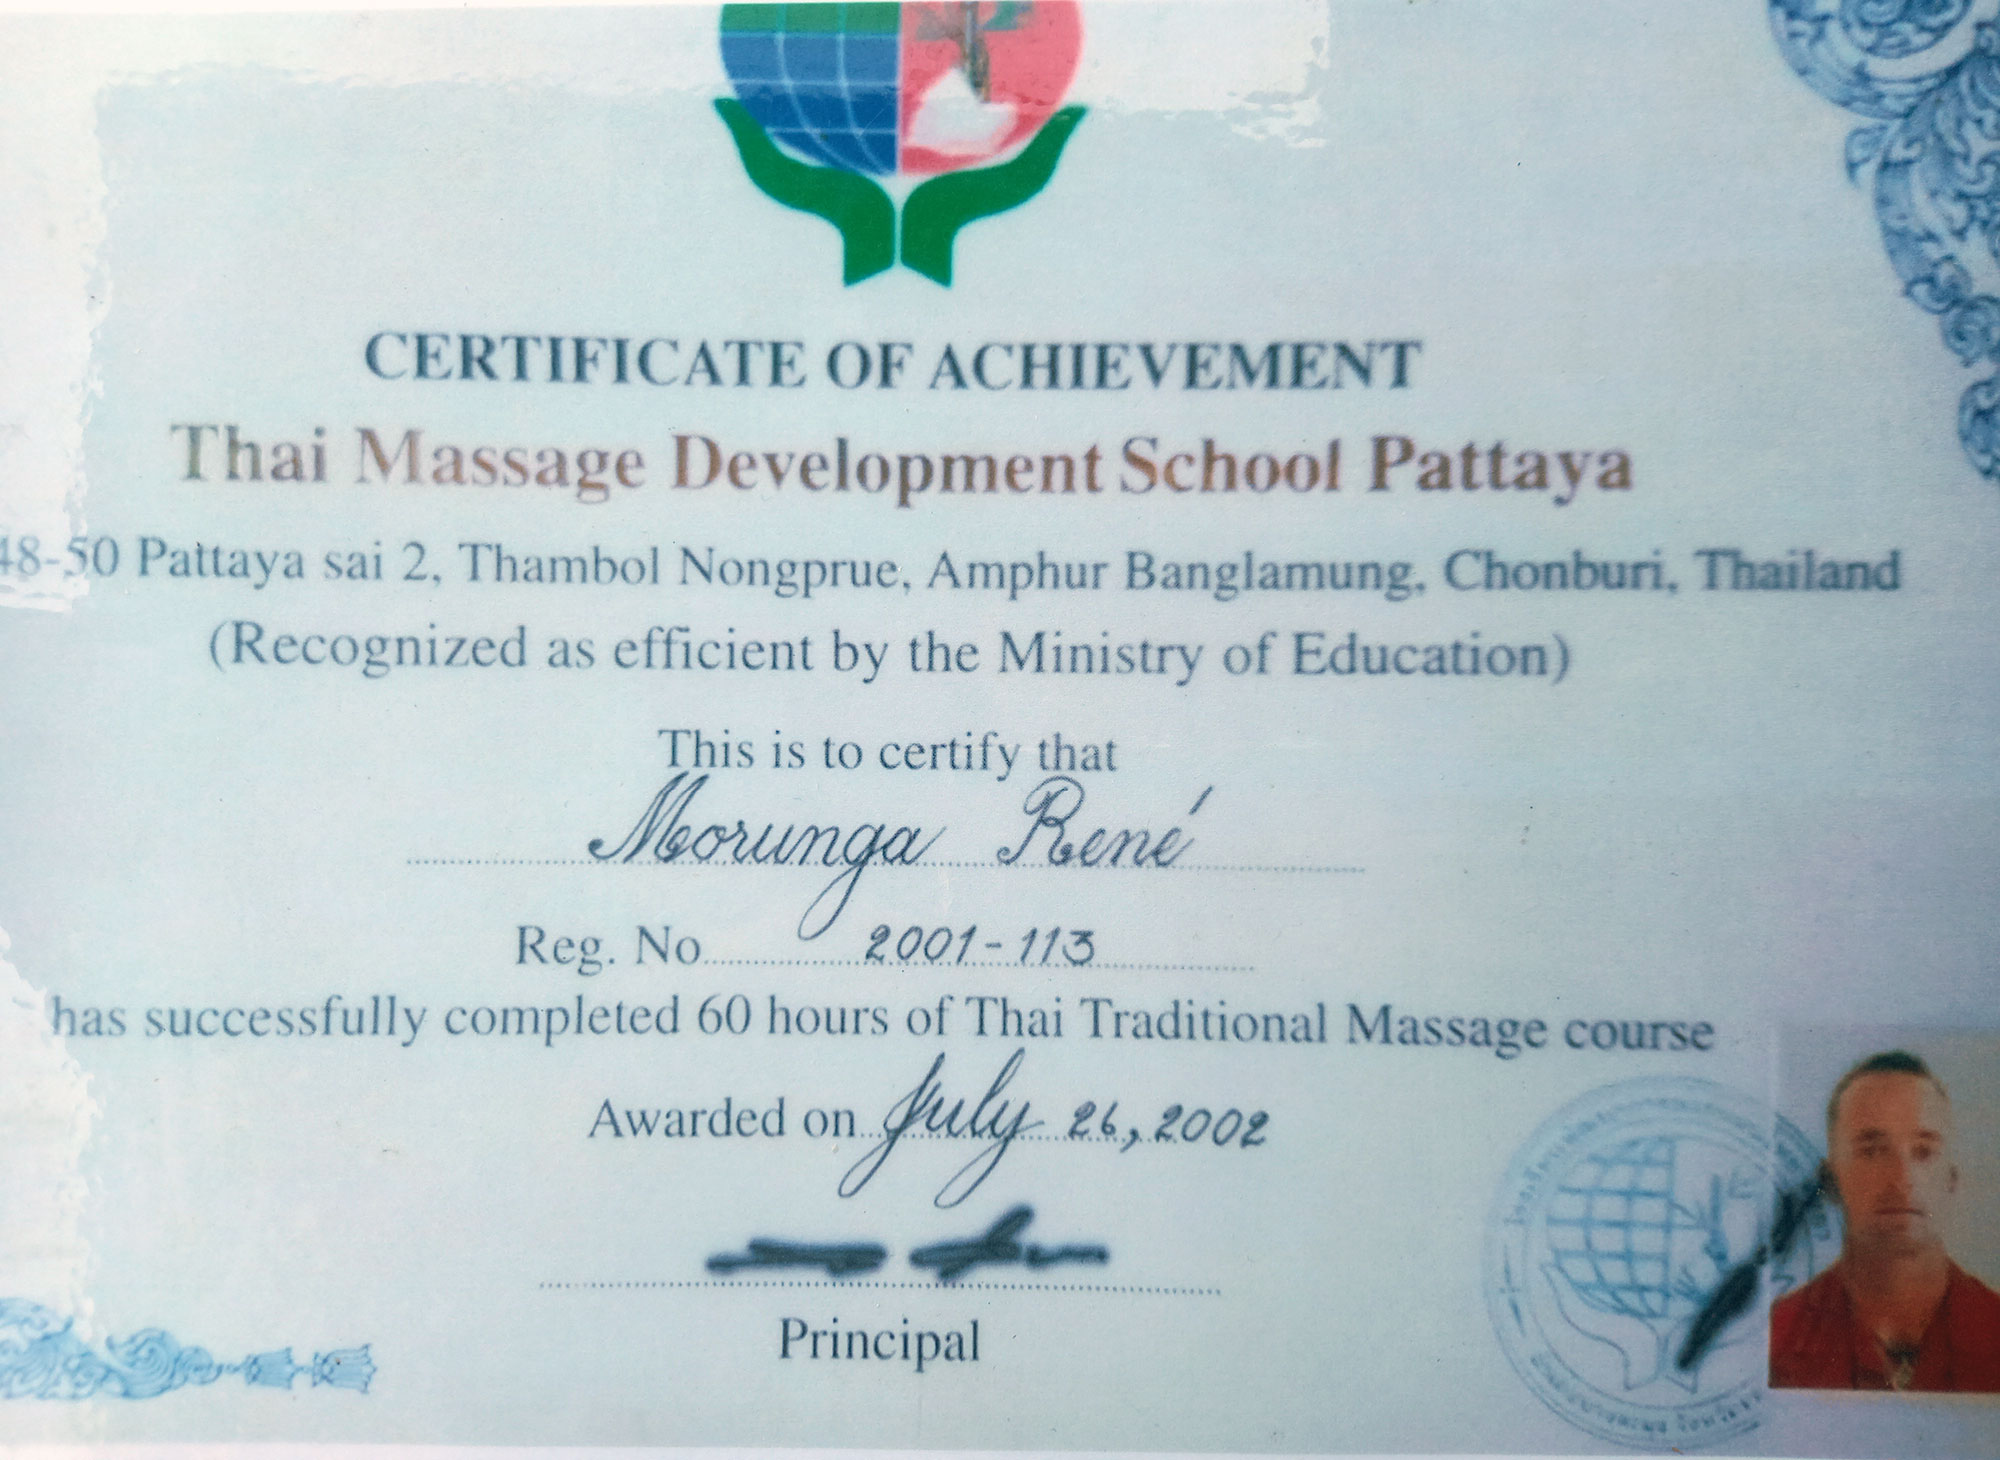 CERTIFICATE OF ACHIEVEMENT
Thai Massage Development School Pattaya
48-50 Pattaya sai 2, Thambol Nongprue, Amphur Banglamung, Chonburi, Thailand
(Recognized as efficient by the Ministry of Education)
This is to certify that
Morunga René
Reg. No 2001-113
has successfully completed 60 hours of Thai Traditional Massage course
Awarded on July 26, 2002
Principal